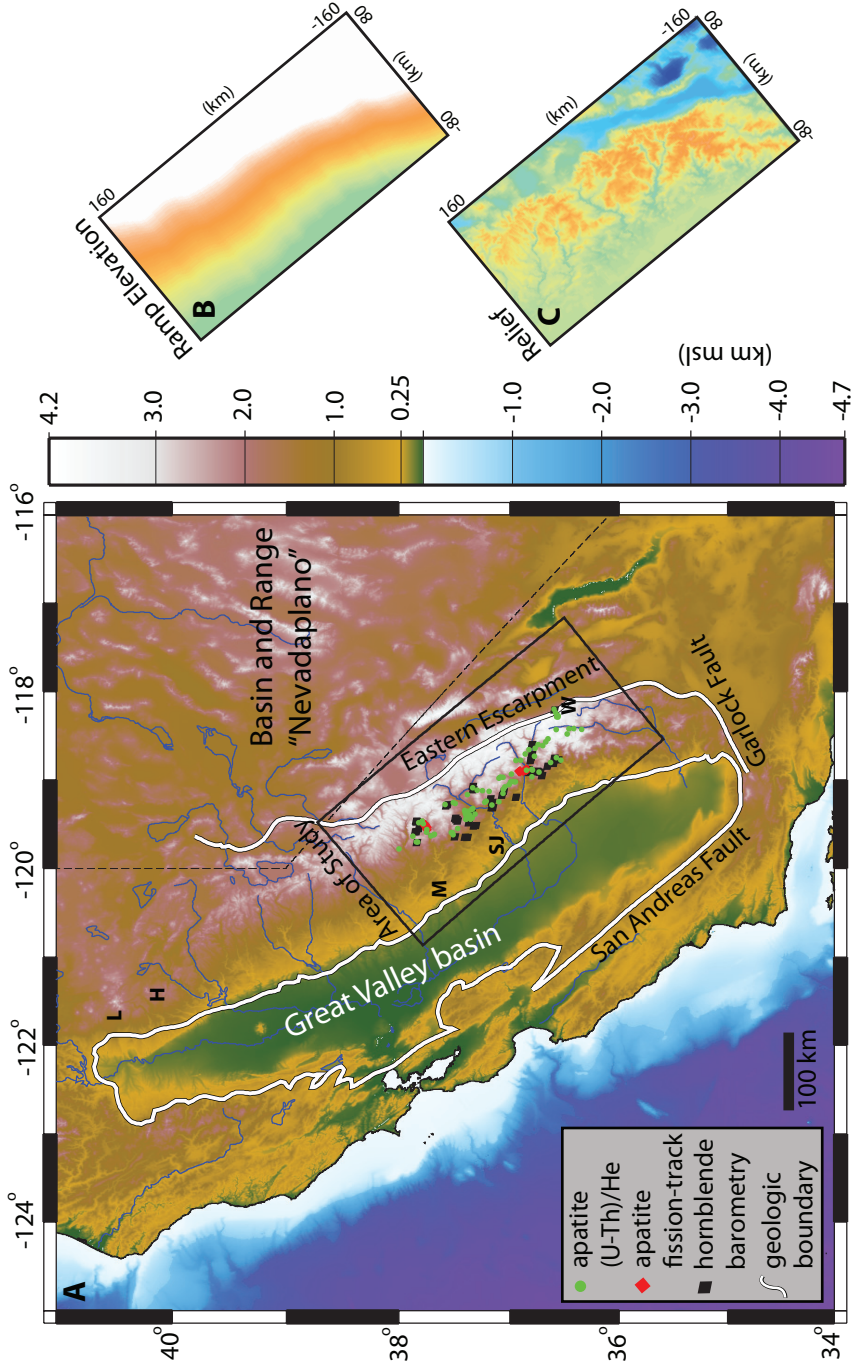 A
-124°
-122°
-120°
-118°
-116°
40°
38°
36°
34°
L
H
M
SJ
W
Basin and Range
“Nevadaplano”
Area of Study
Eastern Escarpment
Great Valley basin
San Andreas Fault
Garlock Fault
100 km
apatite
(U-Th)/He
apatite
fission-track
hornblende
barometry
geologic
boundary
4.2
3.0
2.0
1.0
0.25
-1.0
-2.0
-3.0
-4.0
-4.7
(km msl)
Ramp Elevation
B
160
(km)
-160
80
(km)
-80
Relief
C
160
(km)
-160
80
(km)
-80